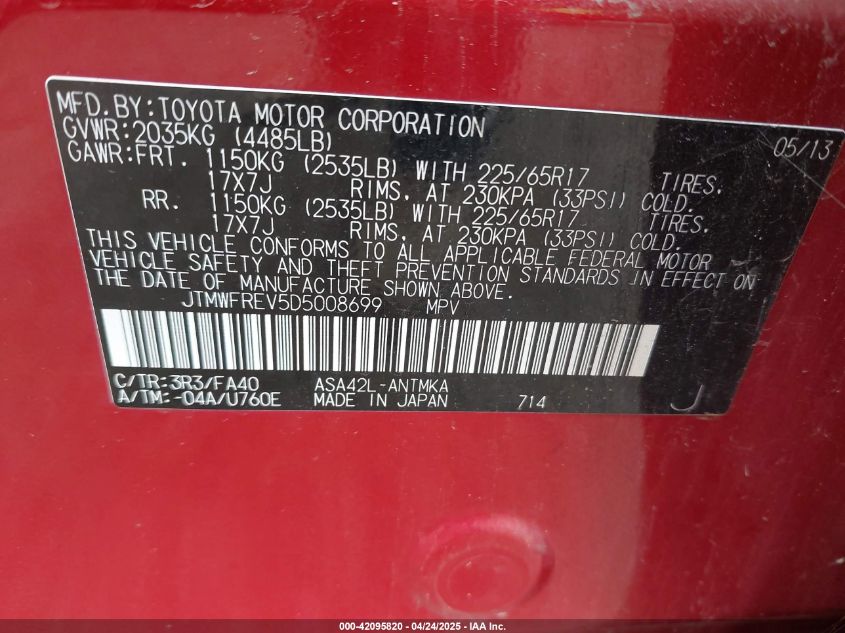 MFD. BY: TOYOTA MOTOR CORPORATION 05/13
GVWR: 2035KG (4485LB)
GAWR: FRT. 1150KG (2535LB) WITH 225/65R17 TIRES.
17X7J RIMS, AT 230KPA (33PSI) COLD.
RR. 1150KG (2535LB) WITH 225/65R17 TIRES.
17X7J RIMS, AT 230KPA (33PSI) COLD.
THIS VEHICLE CONFORMS TO ALL APPLICABLE FEDERAL MOTOR
VEHICLE SAFETY AND THEFT PREVENTION STANDARDS IN EFFECT ON
THE DATE OF MANUFACTURE SHOWN ABOVE.
JTMWFREV5D5008699 MPV
C/TR: 3R3/FA40 ASA42L-ANTMKA
A/TM: -04A/U760E MADE IN JAPAN 714 J
000-42095820 - 04/24/2025 - IAA Inc.